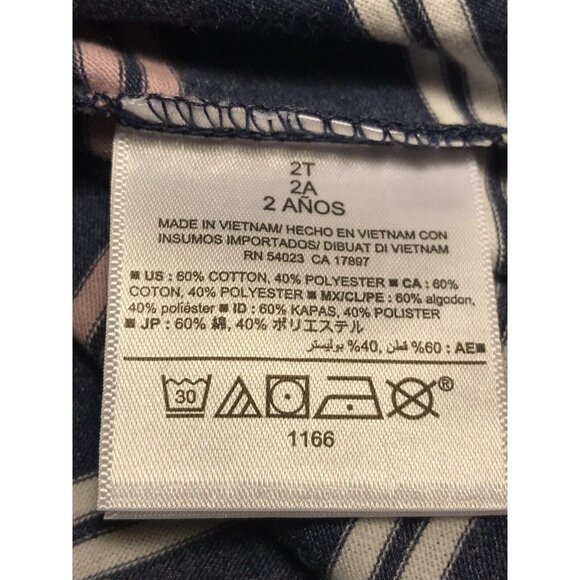 2T
2A
2 AÑOS
MADE IN VIETNAM/ HECHO EN VIETNAM CON
INSUMOS IMPORTADOS/ DIBUAT DI VIETNAM
RN 54023 CA 17897
■ US : 60% COTTON, 40% POLYESTER ■ CA : 60%
COTON, 40% POLYESTER ■ MX/CL/PE : 60% algodon,
40% poliéster ■ ID : 60% KAPAS, 40% POLISTER
■ JP : 60% 綿, 40% ポリエステル
■AE : 60% قطن, 40% بوليستر
30 ®
1166